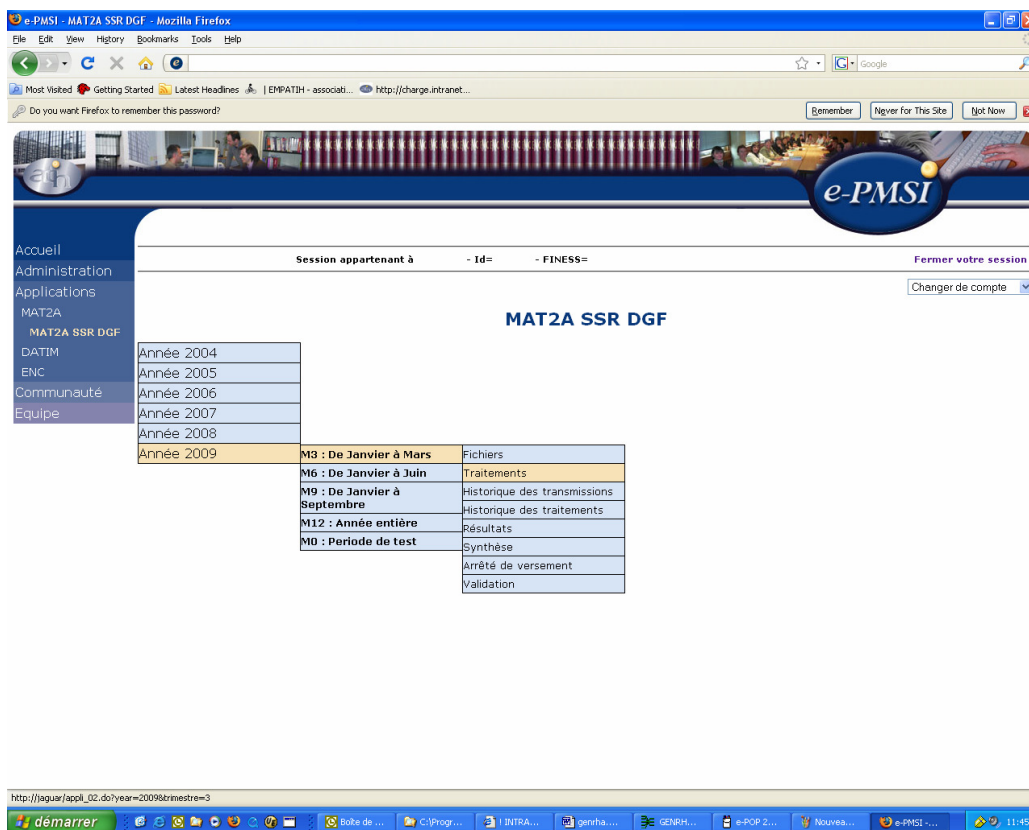 e-PMSI - MAT2A SSR DGF - Mozilla Firefox
File Edit View History Bookmarks Tools Help
Google
Most Visited Getting Started Latest Headlines | EMPATIH - associati... http://charge.intranet...
Do you want Firefox to remember this password?
Remember Never for This Site Not Now
atih
e-PMSI
Accueil
Administration
Applications
MAT2A
MAT2A SSR DGF
DATIM
ENC
Communauté
Equipe
Session appartenant à - Id= - FINESS=
Fermer votre session
Changer de compte
MAT2A SSR DGF
Année 2004
Année 2005
Année 2006
Année 2007
Année 2008
Année 2009
M3 : De Janvier à Mars
M6 : De Janvier à Juin
M9 : De Janvier à
Septembre
M12 : Année entière
M0 : Periode de test
Fichiers
Traitements
Historique des transmissions
Historique des traitements
Résultats
Synthèse
Arrêté de versement
Validation
http://jaguar/appli_02.do?year=2009&trimestre=3
démarrer Boîte de ... C:\Progr... ! INTRA... genrha.... GENRH... e-POP 2... Nouvea... e-PMSI -...